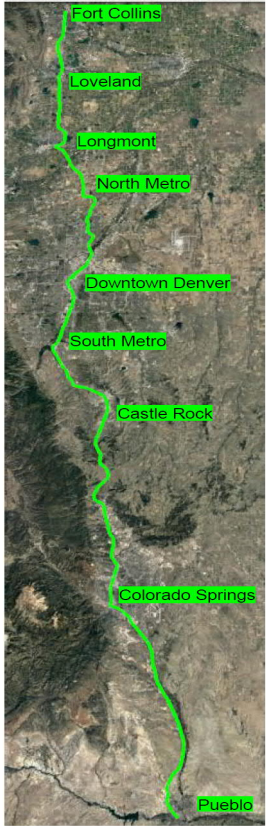 Fort Collins
Loveland
Longmont
North Metro
Downtown Denver
South Metro
Castle Rock
Colorado Springs
Pueblo